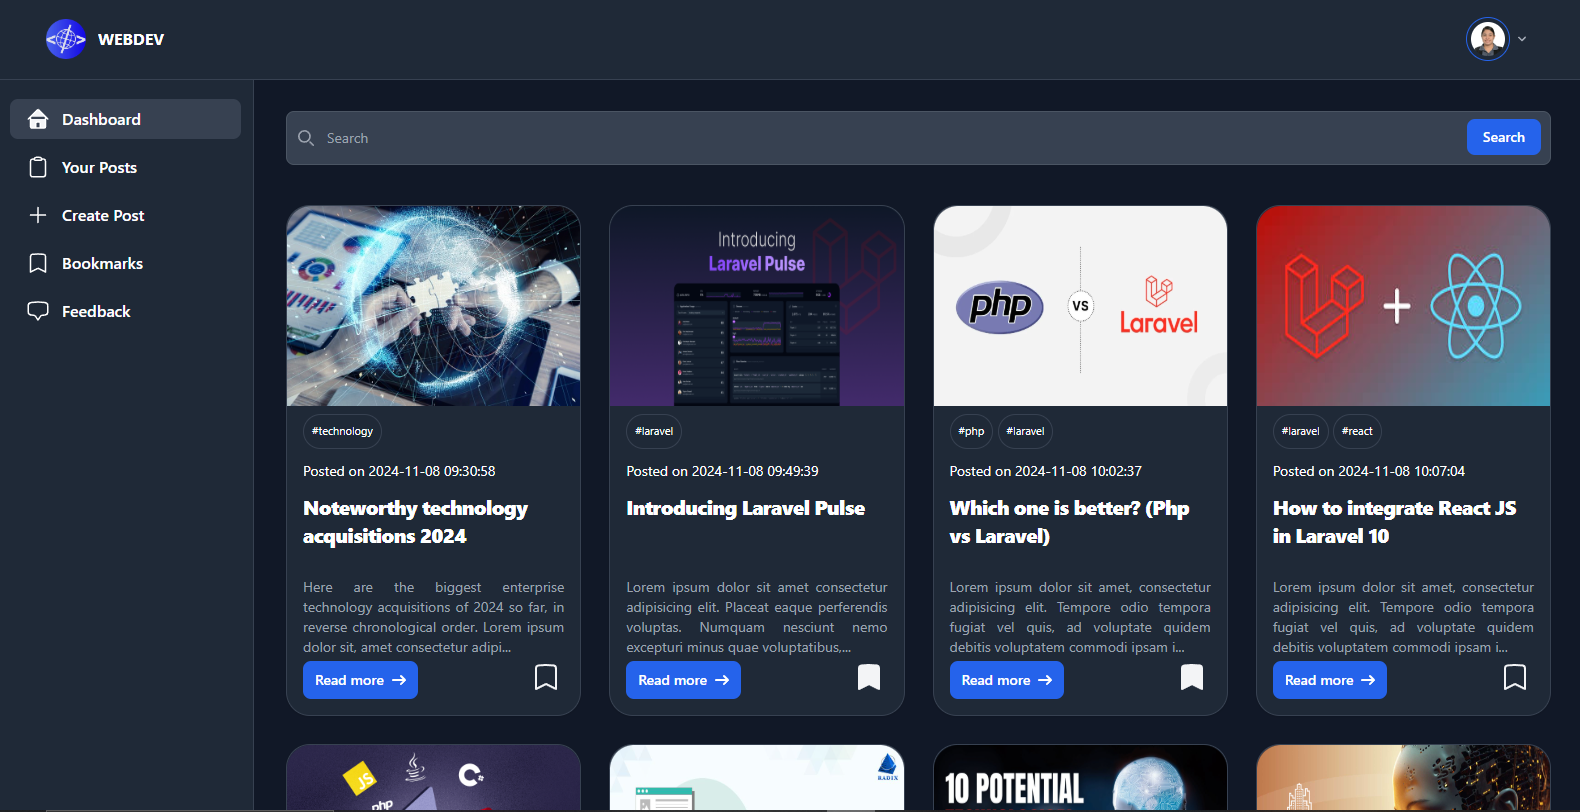 WEBDEV
Dashboard
Your Posts
Create Post
Bookmarks
Feedback
Search
Search
Introducing
Laravel Pulse
php
VS
Laravel
#technology
Posted on 2024-11-08 09:30:58
Noteworthy technology
acquisitions 2024
Here are the biggest enterprise
technology acquisitions of 2024 so far, in
reverse chronological order. Lorem ipsum
dolor sit, amet consectetur adipi...
Read more
#laravel
Posted on 2024-11-08 09:49:39
Introducing Laravel Pulse
Lorem ipsum dolor sit amet consectetur
adipisicing elit. Placeat eaque perferendis
voluptas. Numquam nesciunt nemo
excepturi minus quae voluptatibus,...
Read more
#php #laravel
Posted on 2024-11-08 10:02:37
Which one is better? (Php
vs Laravel)
Lorem ipsum dolor sit amet, consectetur
adipisicing elit. Tempore odio tempora
fugiat vel quis, ad voluptate quidem
debitis voluptatem commodi ipsam i...
Read more
#laravel #react
Posted on 2024-11-08 10:07:04
How to integrate React JS
in Laravel 10
Lorem ipsum dolor sit amet, consectetur
adipisicing elit. Tempore odio tempora
fugiat vel quis, ad voluptate quidem
debitis voluptatem commodi ipsam i...
Read more
JS
php
RADIX
10 POTENTIAL